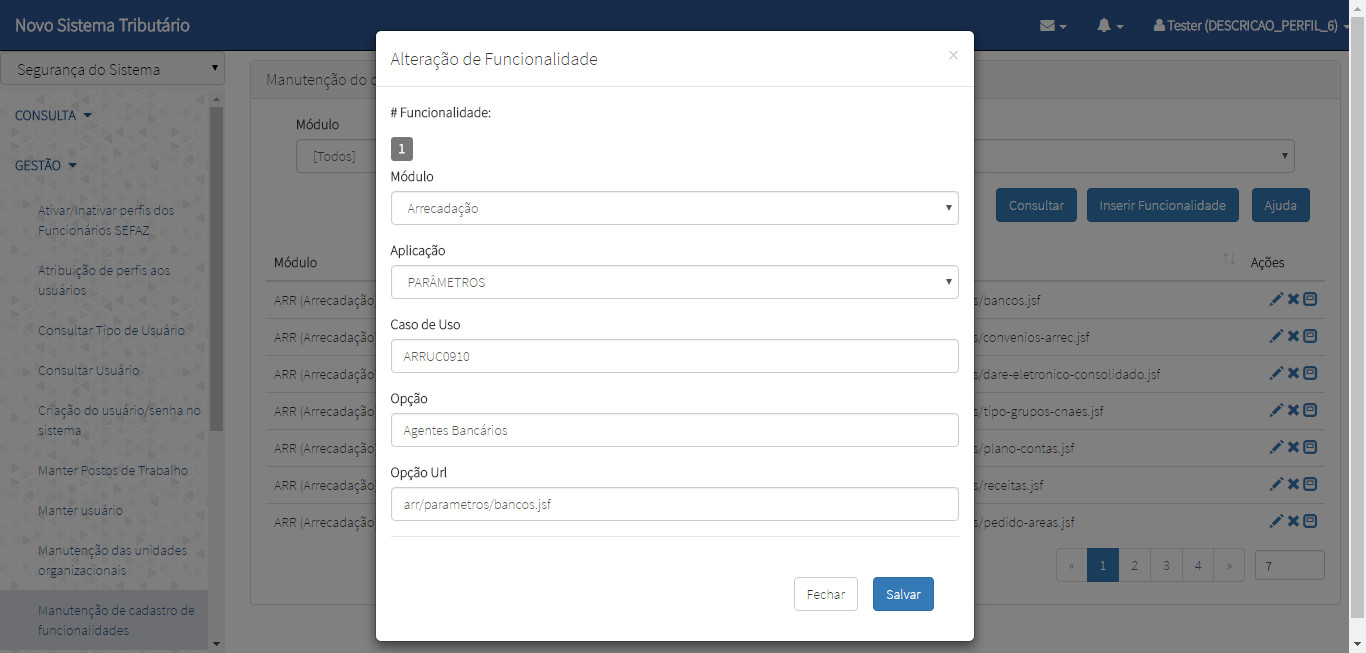 Novo Sistema Tributário
Tester (DESCRICAO_PERFIL_6)
Segurança do Sistema
CONSULTA
GESTÃO
Ativar/Inativar perfis dos
Funcionários SEFAZ
Atribuição de perfis aos
usuários
Consultar Tipo de Usuário
Consultar Usuário
Criação do usuário/senha no
sistema
Manter Postos de Trabalho
Manter usuário
Manutenção das unidades
organizacionais
Manutenção de cadastro de
funcionalidades
Manutenção do
Módulo
[Todos]
Consultar
Inserir Funcionalidade
Ajuda
Módulo
Ações
ARR (Arrecadação
s/bancos.jsf
ARR (Arrecadação
s/convenios-arrec.jsf
ARR (Arrecadação
s/dare-eletronico-consolidado.jsf
ARR (Arrecadação
s/tipo-grupos-cnaes.jsf
ARR (Arrecadação
s/plano-contas.jsf
ARR (Arrecadação
s/receitas.jsf
ARR (Arrecadação
s/pedido-areas.jsf
« 1 2 3 4 » 7
Alteração de Funcionalidade
×
# Funcionalidade:
1
Módulo
Arrecadação
Aplicação
PARÂMETROS
Caso de Uso
ARRUC0910
Opção
Agentes Bancários
Opção Url
arr/parametros/bancos.jsf
Fechar
Salvar